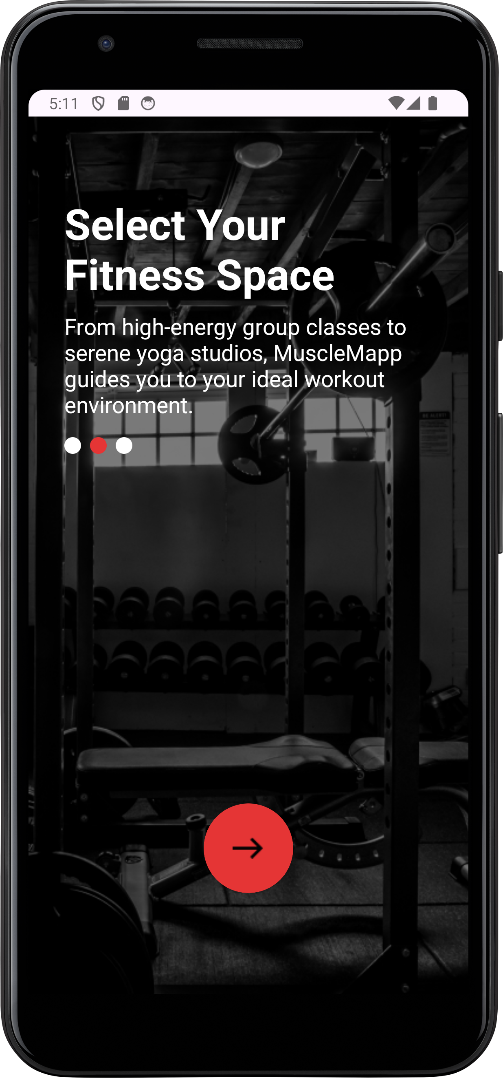 5:11
Select Your
Fitness Space
From high-energy group classes to
serene yoga studios, MuscleMapp
guides you to your ideal workout
environment.